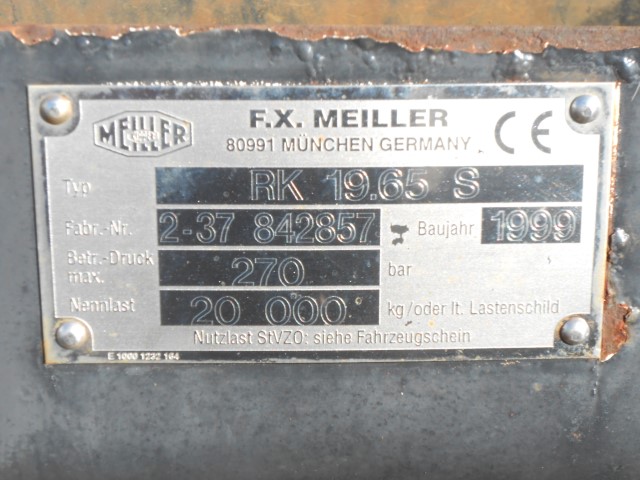 MEILLER
F.X. MEILLER
80991 MÜNCHEN GERMANY
CE
Typ RK 19.65 S
Fabr.-Nr. 2-37 842857 Baujahr 1999
Betr.-Druck max. 270 bar
Nennlast 20 000 kg/oder lt. Lastenschild
Nutzlast StVZO: siehe Fahrzeugschein
E 1000 1232 164